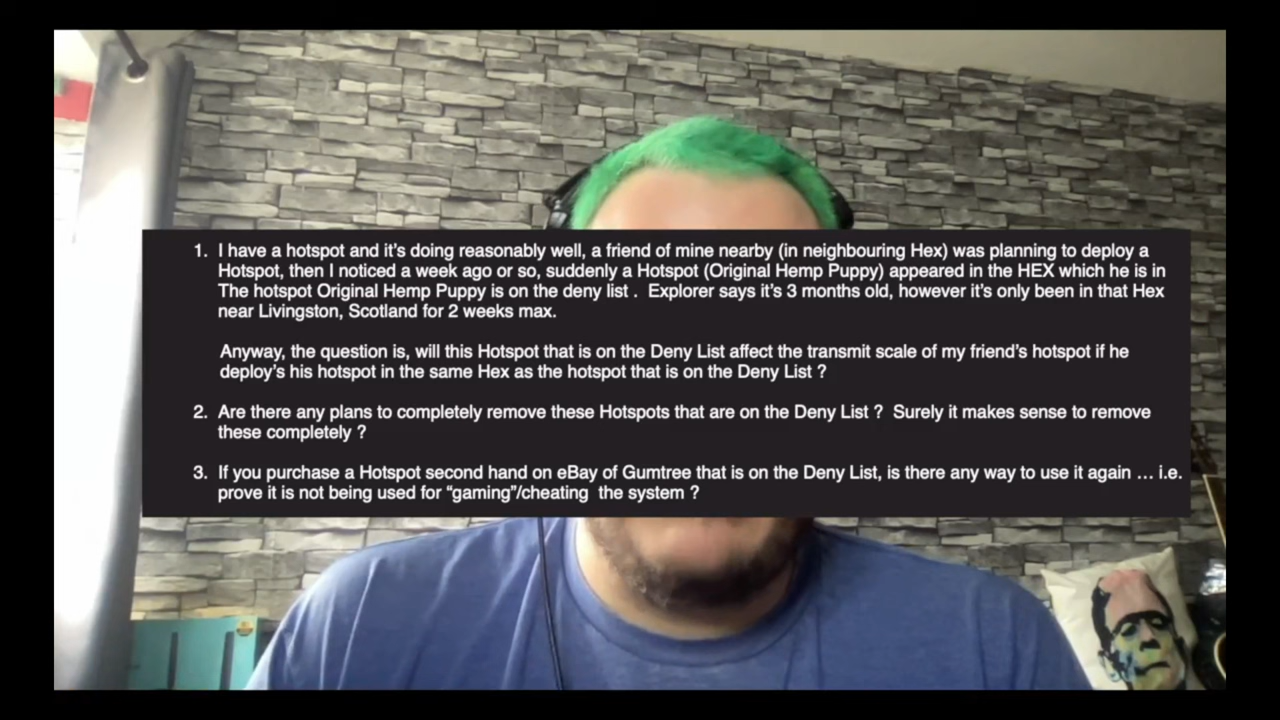 1. I have a hotspot and it's doing reasonably well, a friend of mine nearby (in neighbouring Hex) was planning to deploy a
Hotspot, then I noticed a week ago or so, suddenly a Hotspot (Original Hemp Puppy) appeared in the HEX which he is in
The hotspot Original Hemp Puppy is on the deny list . Explorer says it's 3 months old, however it's only been in that Hex
near Livingston, Scotland for 2 weeks max.
Anyway, the question is, will this Hotspot that is on the Deny List affect the transmit scale of my friend's hotspot if he
deploy's his hotspot in the same Hex as the hotspot that is on the Deny List ?
2. Are there any plans to completely remove these Hotspots that are on the Deny List ? Surely it makes sense to remove
these completely ?
3. If you purchase a Hotspot second hand on eBay of Gumtree that is on the Deny List, is there any way to use it again ... i.e.
prove it is not being used for "gaming"/cheating the system ?